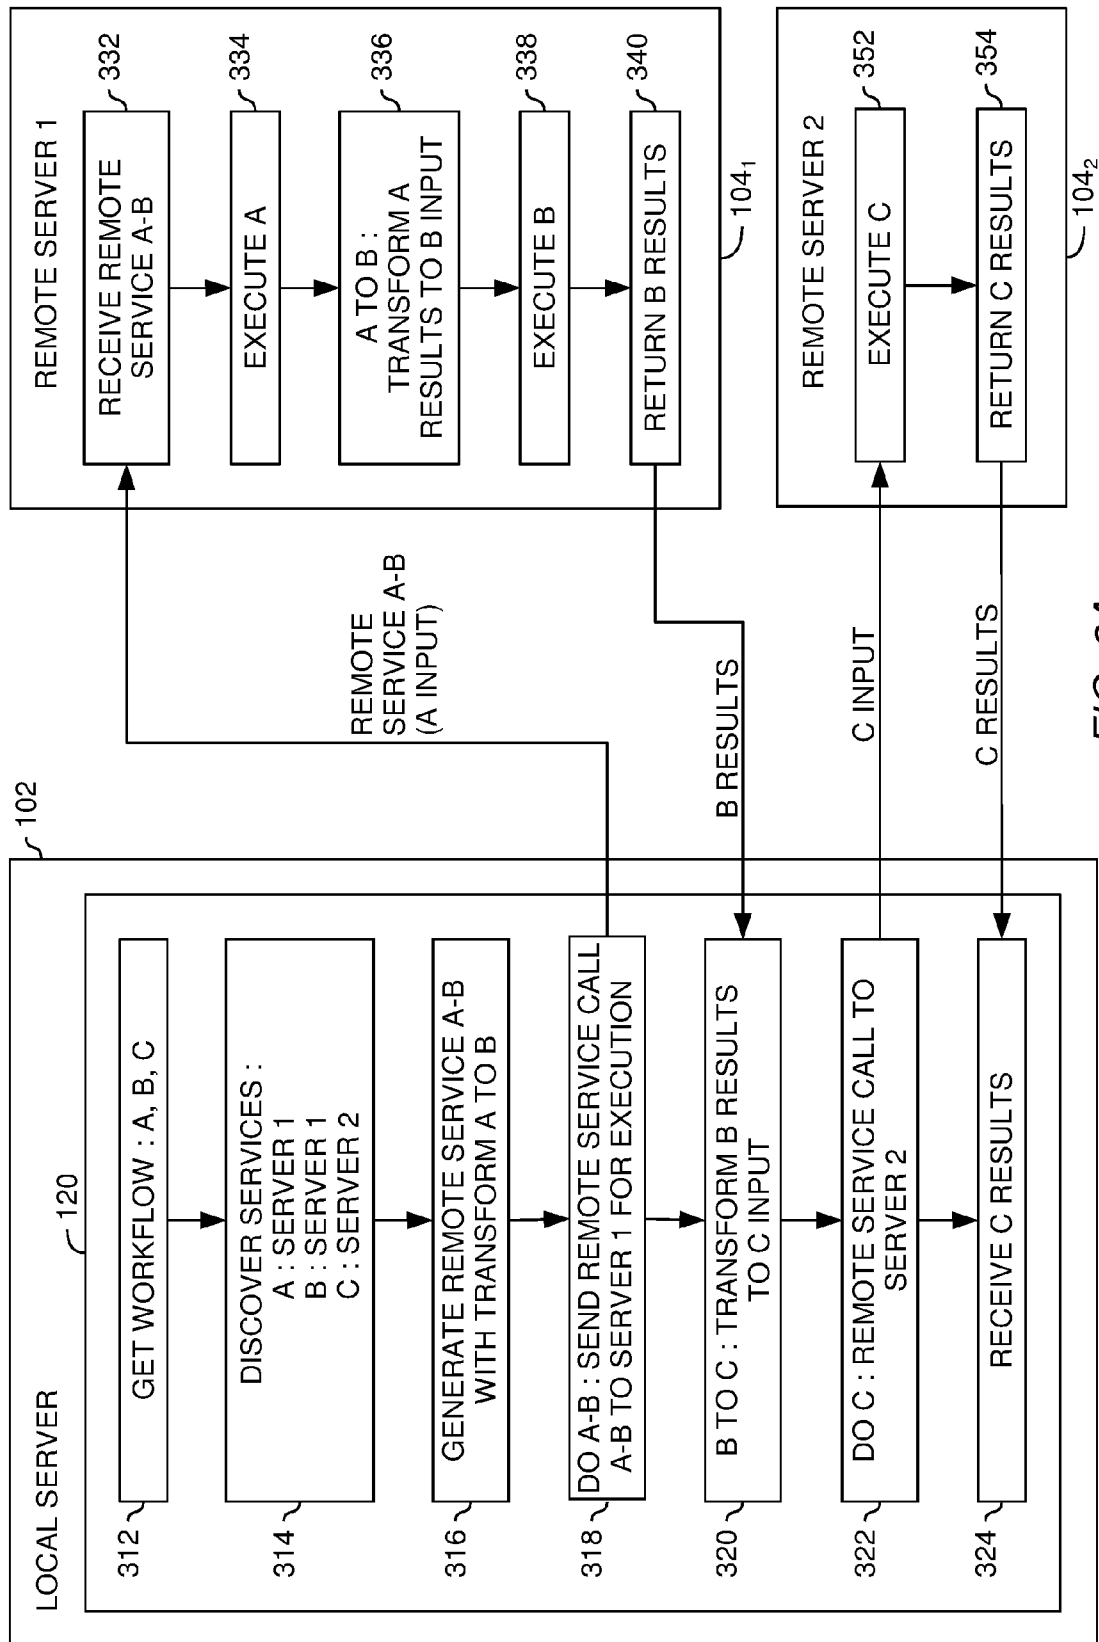 LOCAL SERVER
102
120
312
GET WORKFLOW : A, B, C
314
DISCOVER SERVICES :
A : SERVER 1
B : SERVER 1
C : SERVER 2
316
GENERATE REMOTE SERVICE A-B
WITH TRANSFORM A TO B
318
DO A-B : SEND REMOTE SERVICE CALL
A-B TO SERVER 1 FOR EXECUTION
320
B TO C : TRANSFORM B RESULTS
TO C INPUT
322
DO C : REMOTE SERVICE CALL TO
SERVER 2
324
RECEIVE C RESULTS
REMOTE
SERVICE A-B
(A INPUT)
B RESULTS
C INPUT
C RESULTS
REMOTE SERVER 1
RECEIVE REMOTE
SERVICE A-B
332
EXECUTE A
334
A TO B :
TRANSFORM A
RESULTS TO B INPUT
336
EXECUTE B
338
RETURN B RESULTS
340
104₁
REMOTE SERVER 2
EXECUTE C
352
RETURN C RESULTS
354
104₂